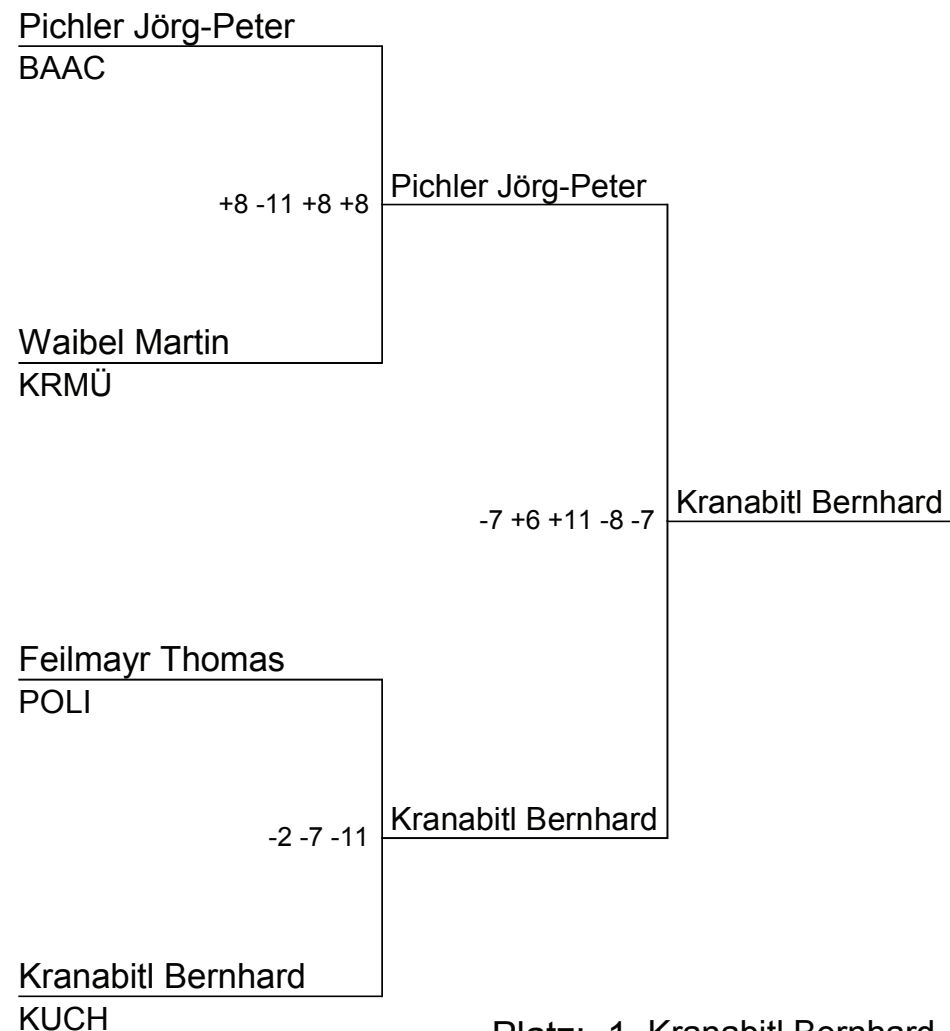 Pichler Jörg-Peter
BAAC
Pichler Jörg-Peter
+8 -11 +8 +8
Waibel Martin
KRMÜ
Kranabitl Bernhard
-7 +6 +11 -8 -7
Feilmayr Thomas
POLI
Kranabitl Bernhard
-2 -7 -11
Kranabitl Bernhard
KUCH
Platz: 1. Kranabitl Bernhard